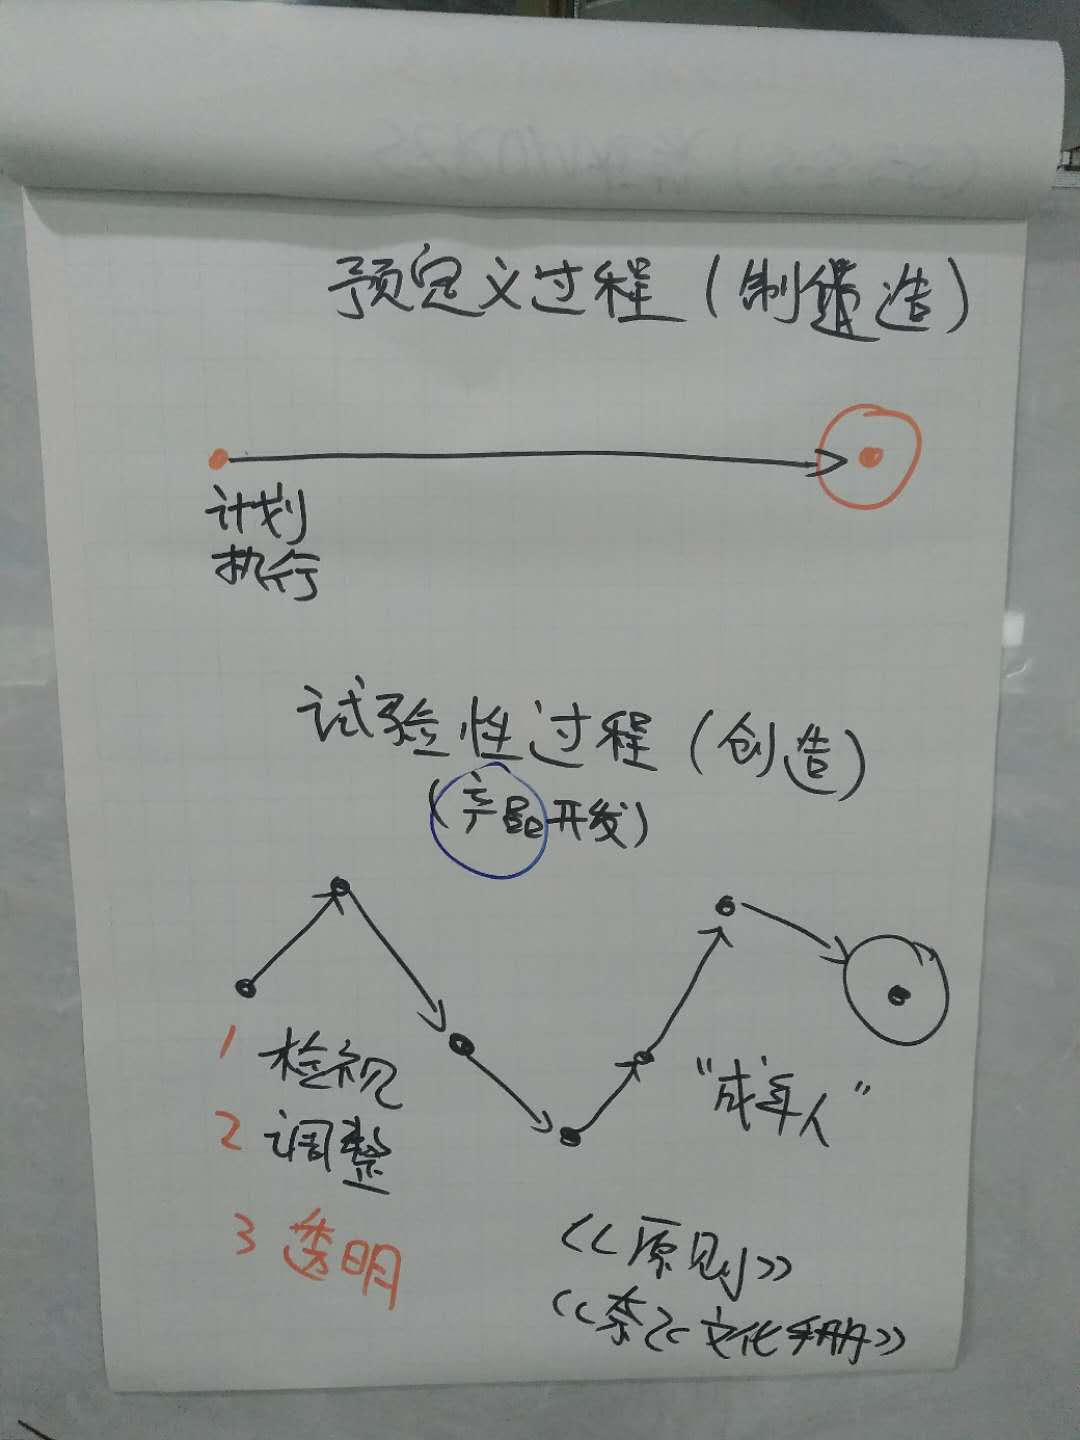 预定义过程(制造)
计划
执行
试验性过程(创造)
(产品开发)
1 检视
2 调整
3 透明
"成年人"
<<原则>>
<<奈飞文化手册>>